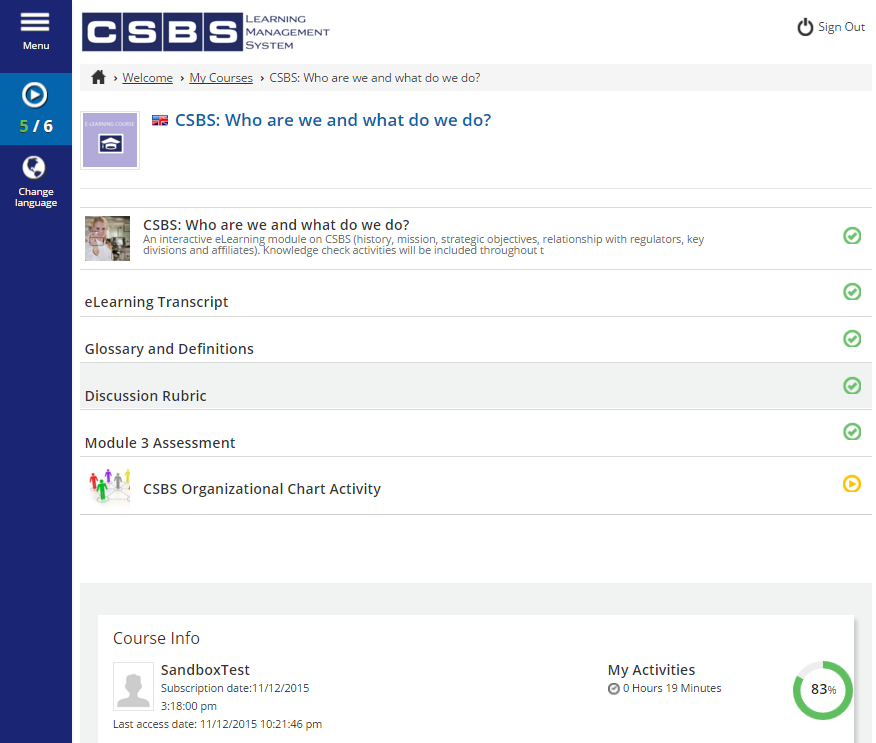 Menu
5 / 6
Change
language
CSBS
LEARNING
MANAGEMENT
SYSTEM
Sign Out
Welcome › My Courses › CSBS: Who are we and what do we do?
E-LEARNING COURSE
CSBS: Who are we and what do we do?
CSBS: Who are we and what do we do?
An interactive eLearning module on CSBS (history, mission, strategic objectives, relationship with regulators, key
divisions and affiliates). Knowledge check activities will be included throughout t
eLearning Transcript
Glossary and Definitions
Discussion Rubric
Module 3 Assessment
CSBS Organizational Chart Activity
Course Info
SandboxTest
Subscription date:11/12/2015
3:18:00 pm
Last access date: 11/12/2015 10:21:46 pm
My Activities
0 Hours 19 Minutes
83%